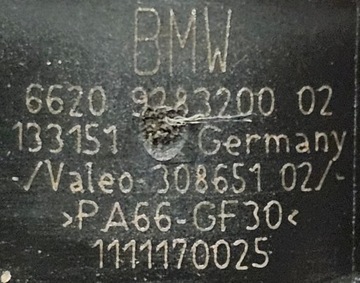 BMW
6620 9283200 02
133151 Germany
-/Valeo 308651 02/-
>PA66-GF30<
1111170025